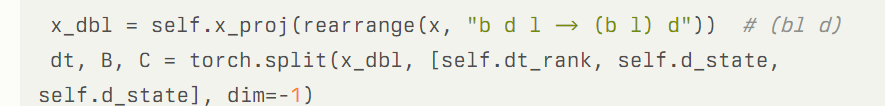 x_dbl = self.x_proj(rearrange(x, "b d l -> (b l) d"))  # (bl d)
dt, B, C = torch.split(x_dbl, [self.dt_rank, self.d_state,
self.d_state], dim=-1)